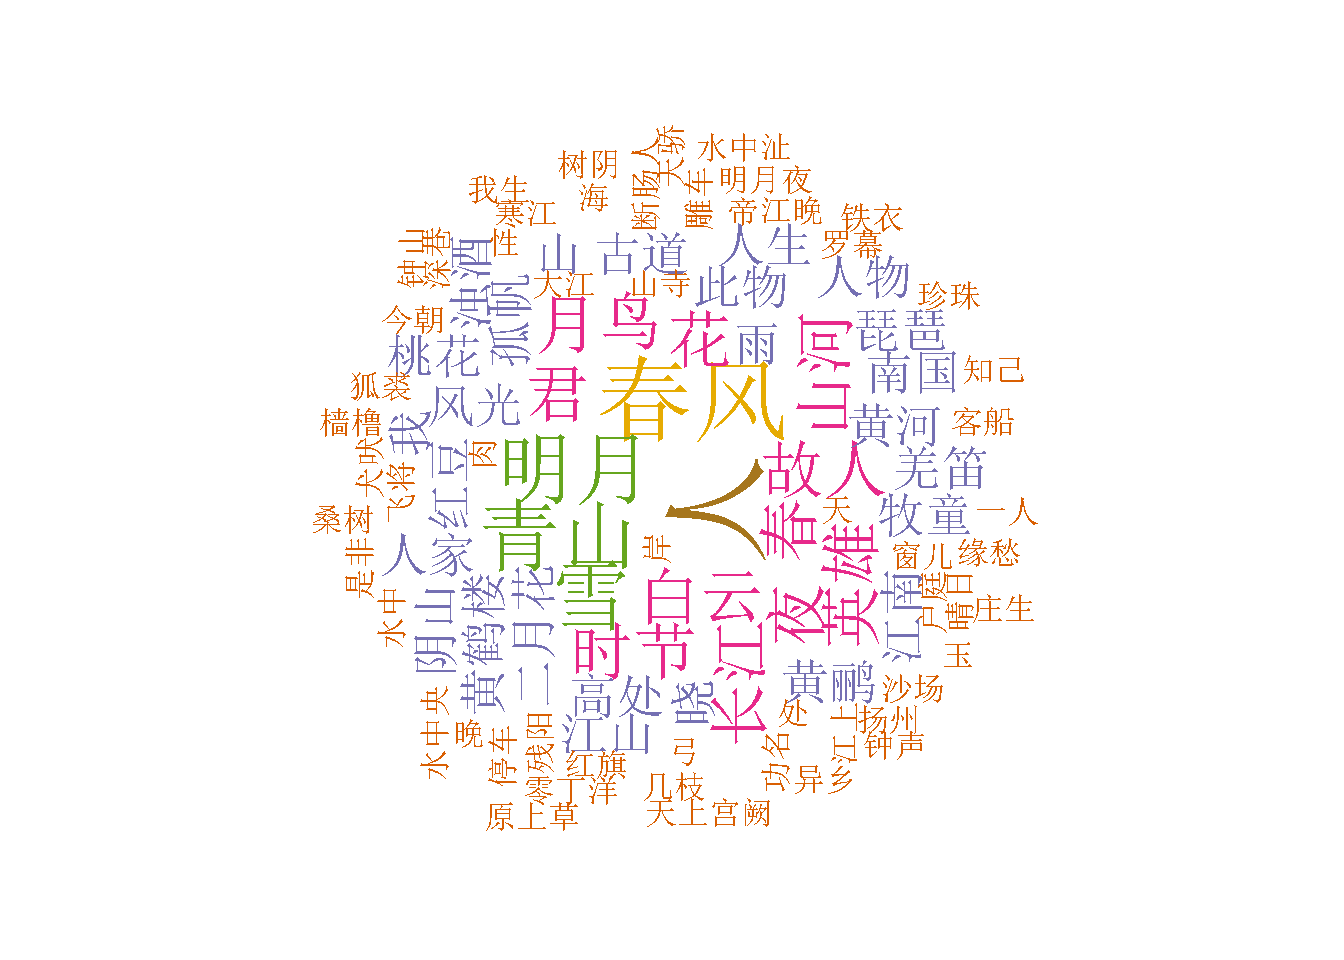 人
天骄
水中沚
树阴
断肠
雕车
明月夜
我生
海
寒江
帝江晚
铁衣
钟山
深巷
性
浊酒
孤帆
山
古道
人生
罗幕
大江
山寺
此物
人物
珍珠
今朝
桃花
月
鸟
花
雨
山河
琵琶
南国
知己
狐裘
风光
君
春风
樯橹
我
黄河
客船
犬吠
飞将
红豆
肉
明月
故人
羌笛
桑树
青山
人
春
天
牧童
一人
是非
人家
雪
岸
英雄
窗儿
缘愁
水中
阴山
黄鹤楼
二月花
白云
夜
江南
户庭
晴日
庄生
时节
长江
玉
水中央
晚
停车
残阳
高处
江山
晓
黄鹂
处
沙场
江上
扬州
钟声
零丁洋
红旗
弓
几枝
功名
异乡
原上草
天上宫阙